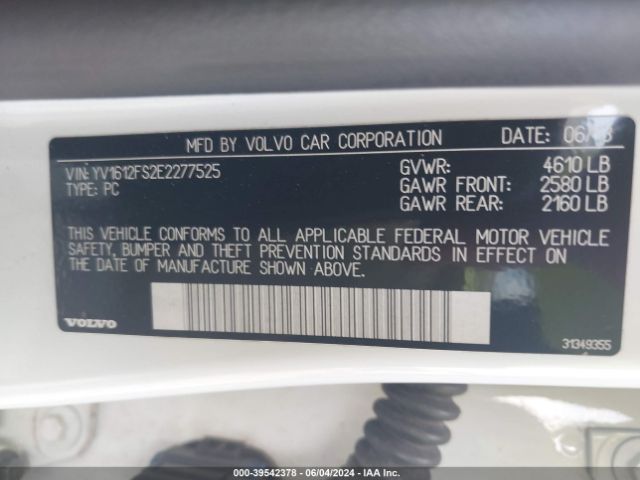 MFD BY VOLVO CAR CORPORATION DATE:
VIN: YV1612FS2E2277525 GVWR: 4610 LB
TYPE: PC GAWR FRONT: 2580 LB
GAWR REAR: 2160 LB
THIS VEHICLE CONFORMS TO ALL APPLICABLE FEDERAL MOTOR VEHICLE
SAFETY, BUMPER AND THEFT PREVENTION STANDARDS IN EFFECT ON
THE DATE OF MANUFACTURE SHOWN ABOVE.
VOLVO
31349355
000-39542378 - 06/04/2024 - IAA Inc.